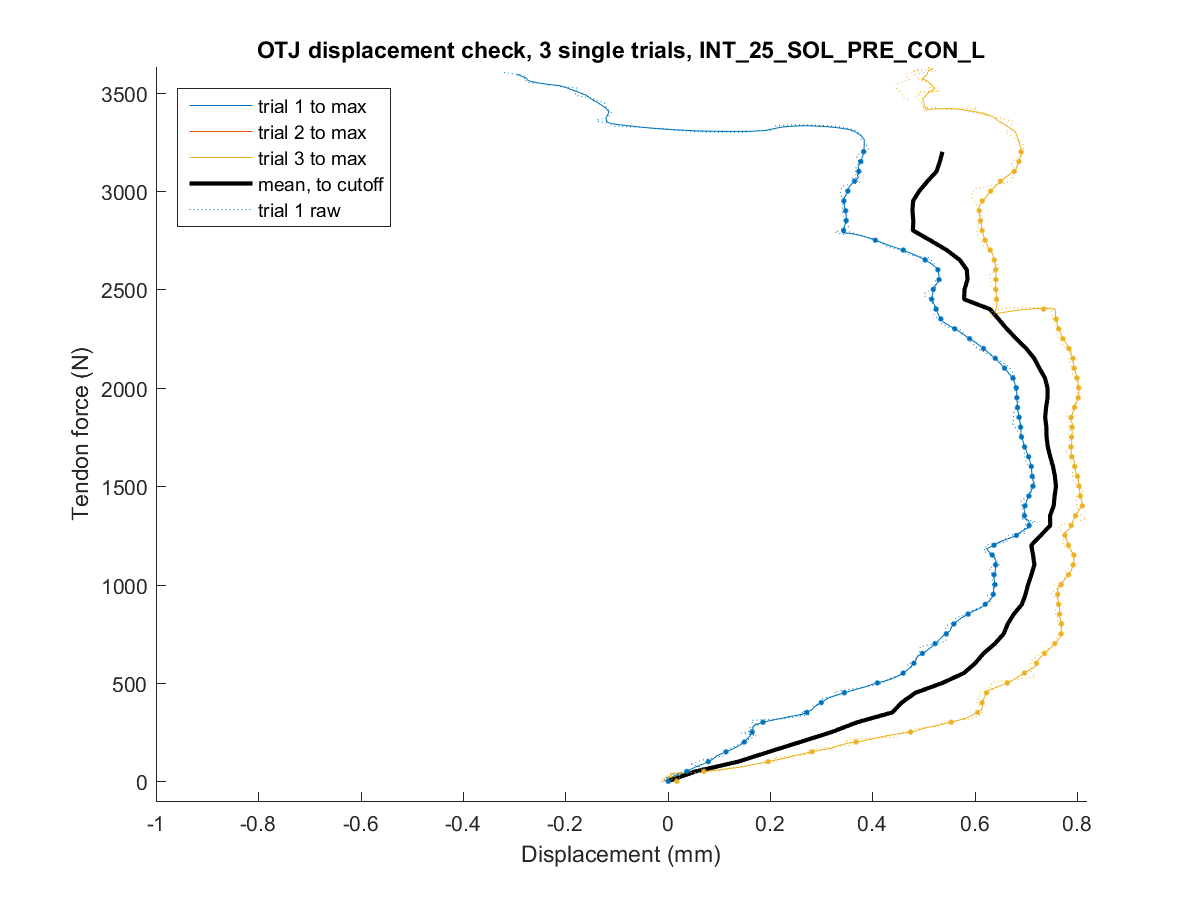 OTJ displacement check, 3 single trials, INT_25_SOL_PRE_CON_L
3500
3000
2500
2000
1500
1000
500
0
Tendon force (N)
trial 1 to max
trial 2 to max
trial 3 to max
mean, to cutoff
trial 1 raw
-1
-0.8
-0.6
-0.4
-0.2
0
0.2
0.4
0.6
0.8
Displacement (mm)